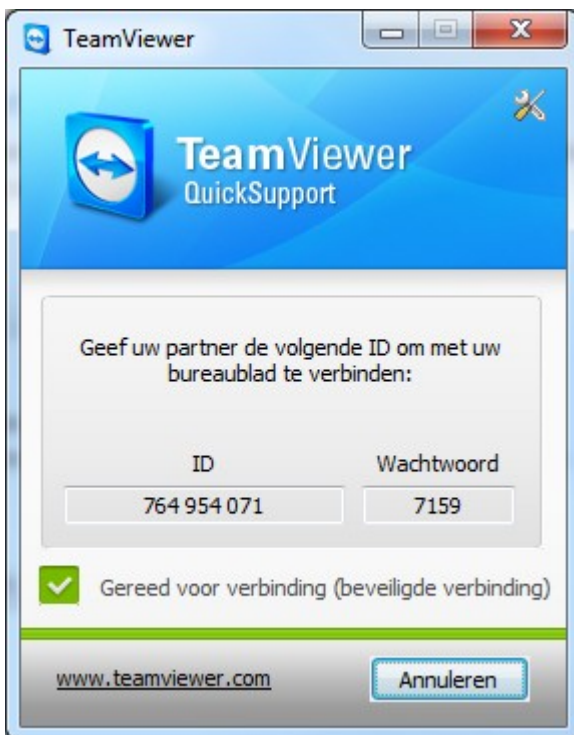 TeamViewer
TeamViewer
QuickSupport
Geef uw partner de volgende ID om met uw
bureaublad te verbinden:
ID Wachtwoord
764 954 071 7159
Gereed voor verbinding (beveiligde verbinding)
www.teamviewer.com Annuleren